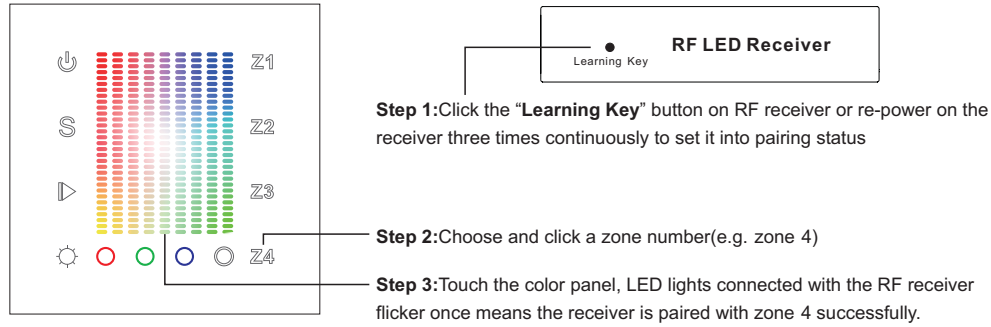 Z1
S
Z2
Z3
Z4
RF LED Receiver
Learning Key
Step 1:Click the “Learning Key” button on RF receiver or re-power on the
receiver three times continuously to set it into pairing status
Step 2:Choose and click a zone number(e.g. zone 4)
Step 3:Touch the color panel, LED lights connected with the RF receiver
flicker once means the receiver is paired with zone 4 successfully.